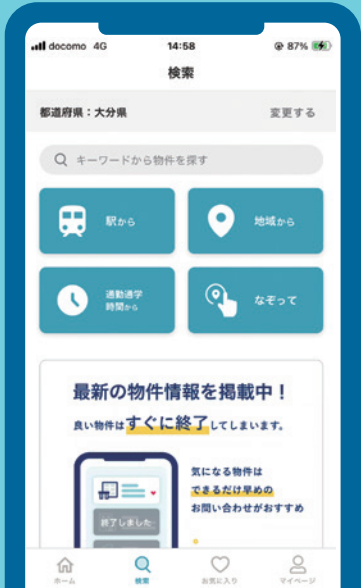 docomo 4G 14:58 87%
検索
都道府県：大分県 変更する
キーワードから物件を探す
駅から
地域から
通勤通学
時間から
なぞって
最新の物件情報を掲載中！
良い物件はすぐに終了してしまいます。
気になる物件は
できるだけ早めの
お問い合わせがおすすめ
終了しました
ホーム 検索 お気に入り マイページ